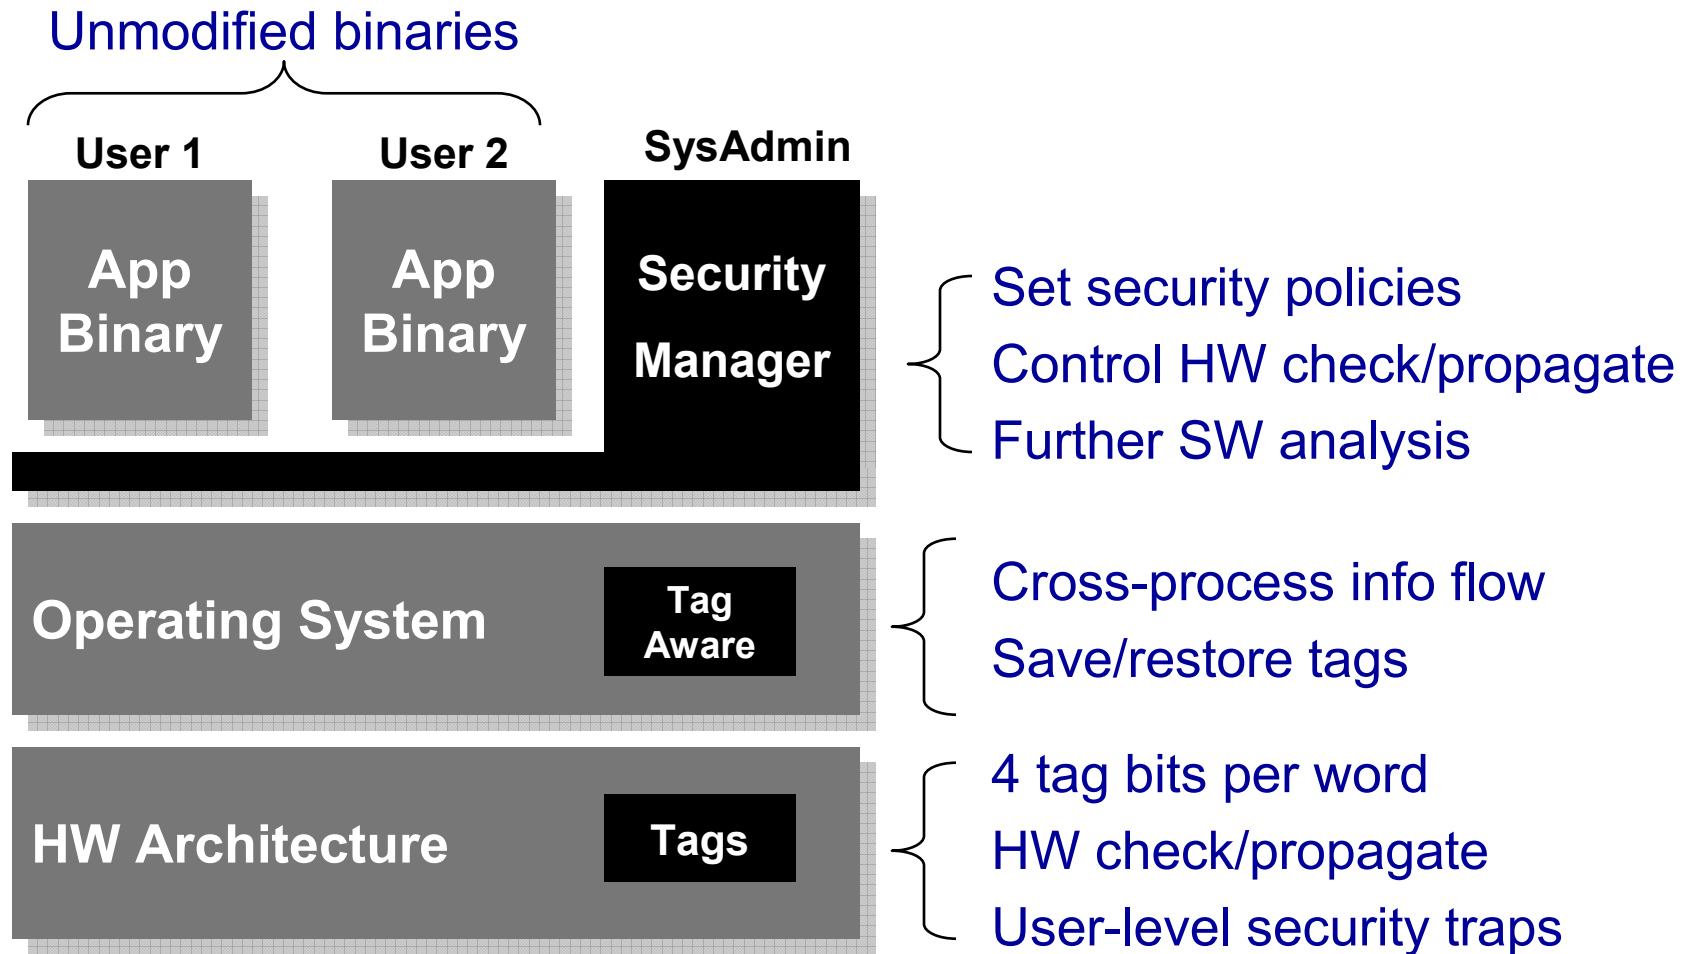 Unmodified binaries
User 1
User 2
SysAdmin
App
Binary
App
Binary
Security
Manager
Set security policies
Control HW check/propagate
Further SW analysis
Operating System
Tag
Aware
Cross-process info flow
Save/restore tags
HW Architecture
Tags
4 tag bits per word
HW check/propagate
User-level security traps